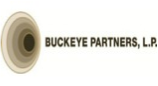 BUCKEYE PARTNERS, L.P.